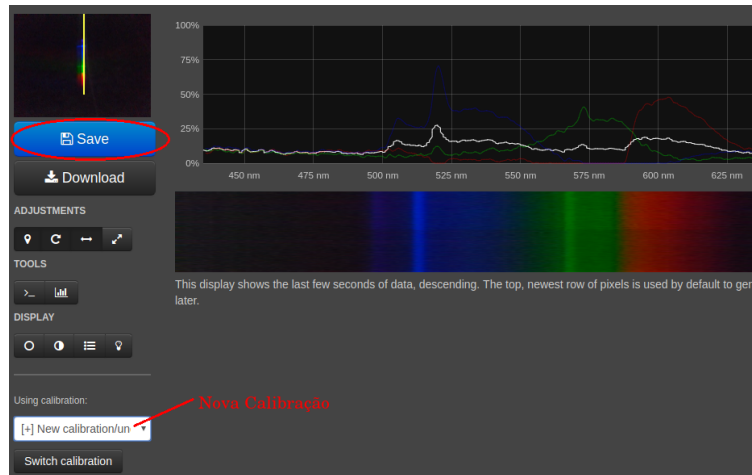 100%
75%
50%
25%
0%
450 nm 475 nm 500 nm 525 nm 550 nm 575 nm 600 nm 625 nm
Save
Download
ADJUSTMENTS
TOOLS
DISPLAY
This display shows the last few seconds of data, descending. The top, newest row of pixels is used by default to ger
later.
Using calibration:
Nova Calibração
[+] New calibration/un
Switch calibration